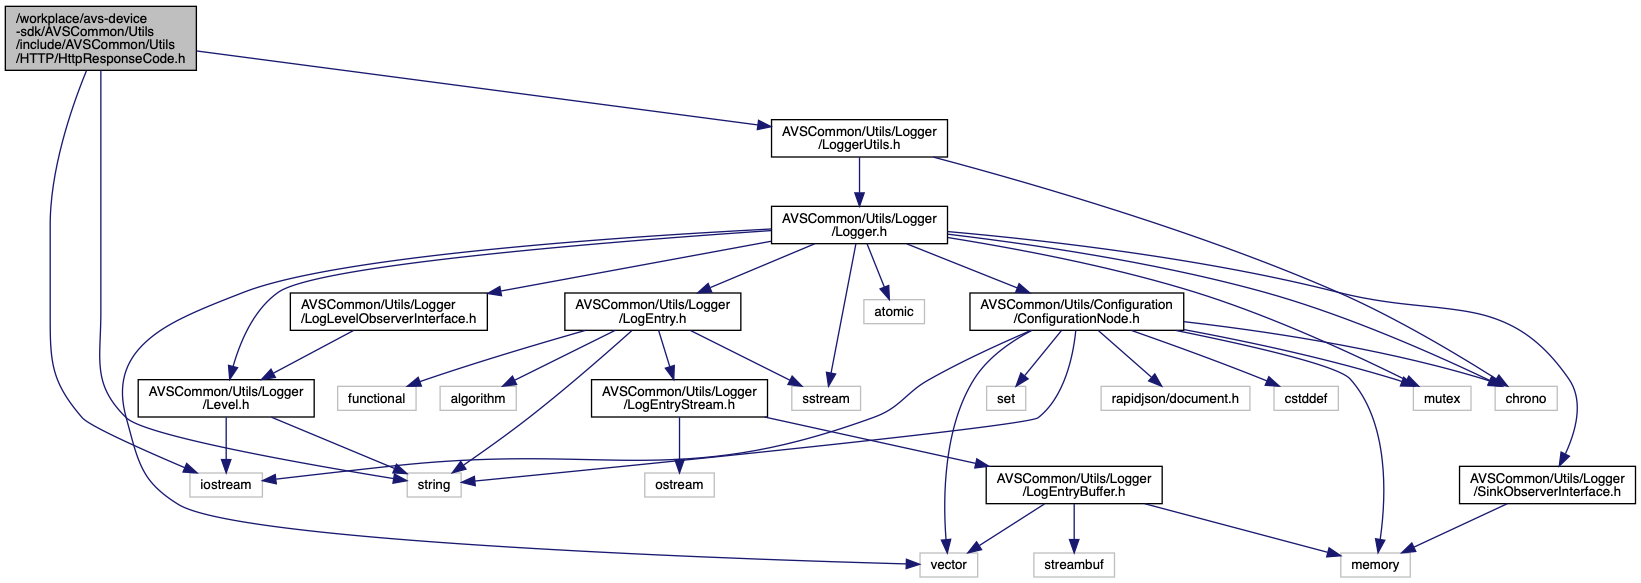 /workplace/avs-device
-sdk/AVSCommon/Utils
/include/AVSCommon/Utils
/HTTP/HttpResponseCode.h
AVSCommon/Utils/Logger
/LoggerUtils.h
AVSCommon/Utils/Logger
/Logger.h
AVSCommon/Utils/Logger
/LogLevelObserverInterface.h
AVSCommon/Utils/Logger
/LogEntry.h
atomic
AVSCommon/Utils/Configuration
/ConfigurationNode.h
AVSCommon/Utils/Logger
/Level.h
functional
algorithm
AVSCommon/Utils/Logger
/LogEntryStream.h
sstream
set
rapidjson/document.h
cstddef
mutex
chrono
iostream
string
ostream
AVSCommon/Utils/Logger
/LogEntryBuffer.h
AVSCommon/Utils/Logger
/SinkObserverInterface.h
vector
streambuf
memory